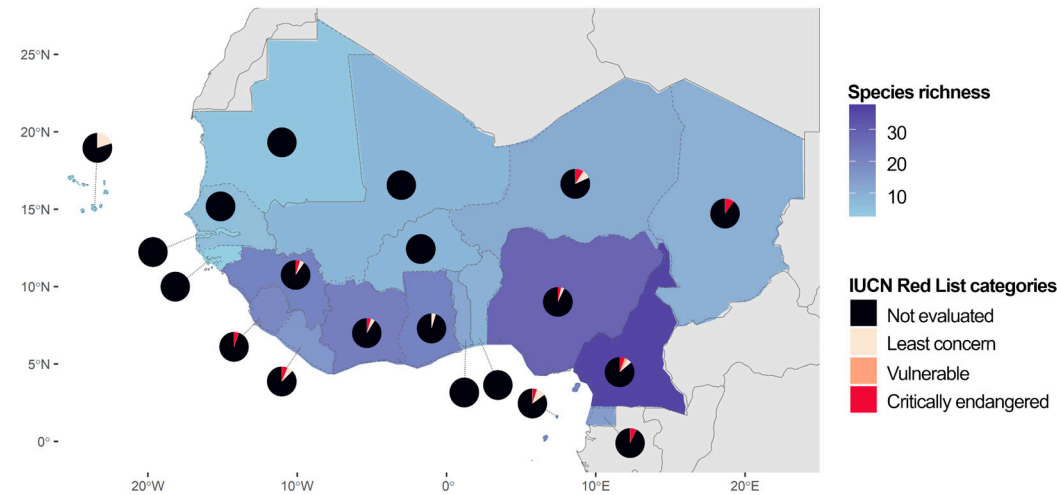 25°N
20°N
15°N
10°N
5°N
0°
20°W
10°W
0°
10°E
20°E
Species richness
30
20
10
IUCN Red List categories
Not evaluated
Least concern
Vulnerable
Critically endangered